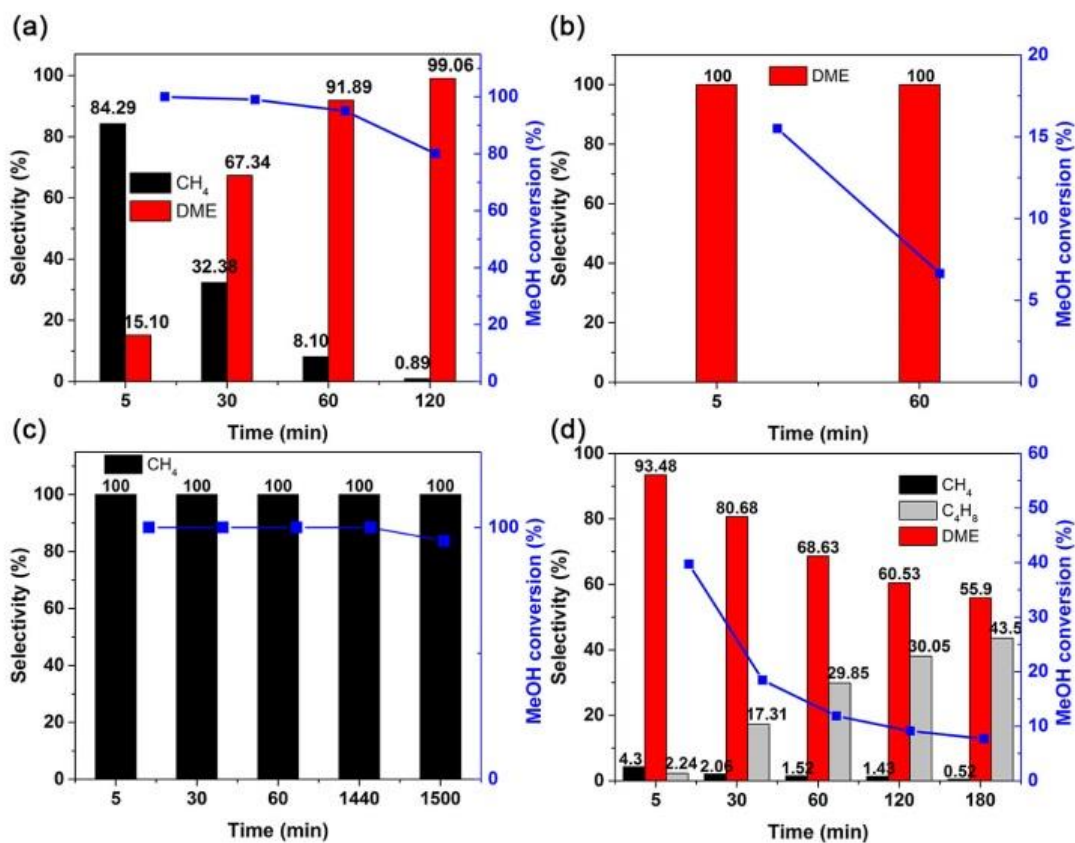 (a)
Selectivity (%)
100
80
60
40
20
0
84.29
15.10
32.38
67.34
8.10
91.89
0.89
99.06
CH4
DME
5 30 60 120
Time (min)
100
80
60
40
20
0
MeOH conversion (%)
(b)
Selectivity (%)
100
80
60
40
20
0
100 100
DME
5 60
Time (min)
20
15
10
5
0
MeOH conversion (%)
(c)
Selectivity (%)
100
80
60
40
20
0
CH4
100 100 100 100 100
5 30 60 1440 1500
Time (min)
100
0
MeOH conversion (%)
(d)
Selectivity (%)
100
80
60
40
20
0
4.3
93.48
2.24
2.06
80.68
17.31
1.52
68.63
29.85
1.43
60.53
30.05
0.52
55.9
43.5
CH4
C4H8
DME
5 30 60 120 180
Time (min)
60
50
40
30
20
10
0
MeOH conversion (%)